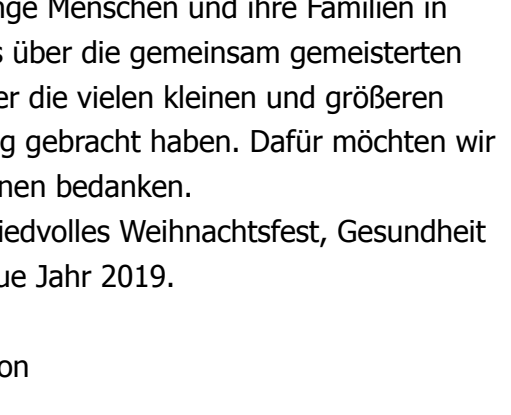 nge Menschen und ihre Familien in
s über die gemeinsam gemeisterten
er die vielen kleinen und größeren
g gebracht haben. Dafür möchten wir
nen bedanken.
iedvolles Weihnachtsfest, Gesundheit
ue Jahr 2019.
on